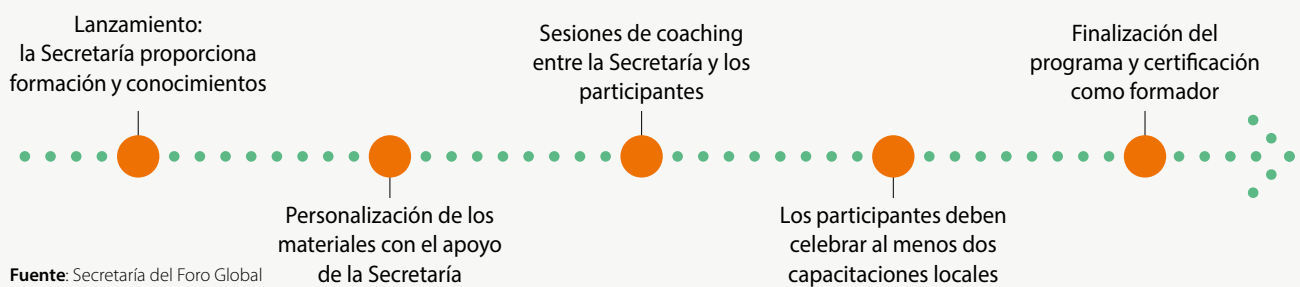 Lanzamiento:
la Secretaría proporciona
formación y conocimientos
Personalización de los
materiales con el apoyo
de la Secretaría
Sesiones de coaching
entre la Secretaría y los
participantes
Los participantes deben
celebrar al menos dos
capacitaciones locales
Finalización del
programa y certificación
como formador
Fuente: Secretaría del Foro Global